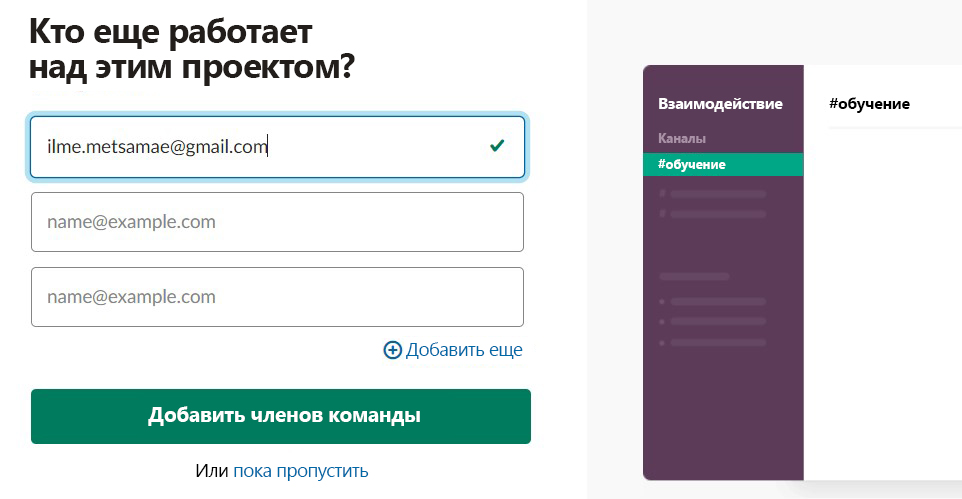 Кто еще работает
над этим проектом?
ilme.metsamae@gmail.com
name@example.com
name@example.com
Добавить еще
Добавить членов команды
Или пока пропустить
Взаимодействие
Каналы
#обучение
#обучение